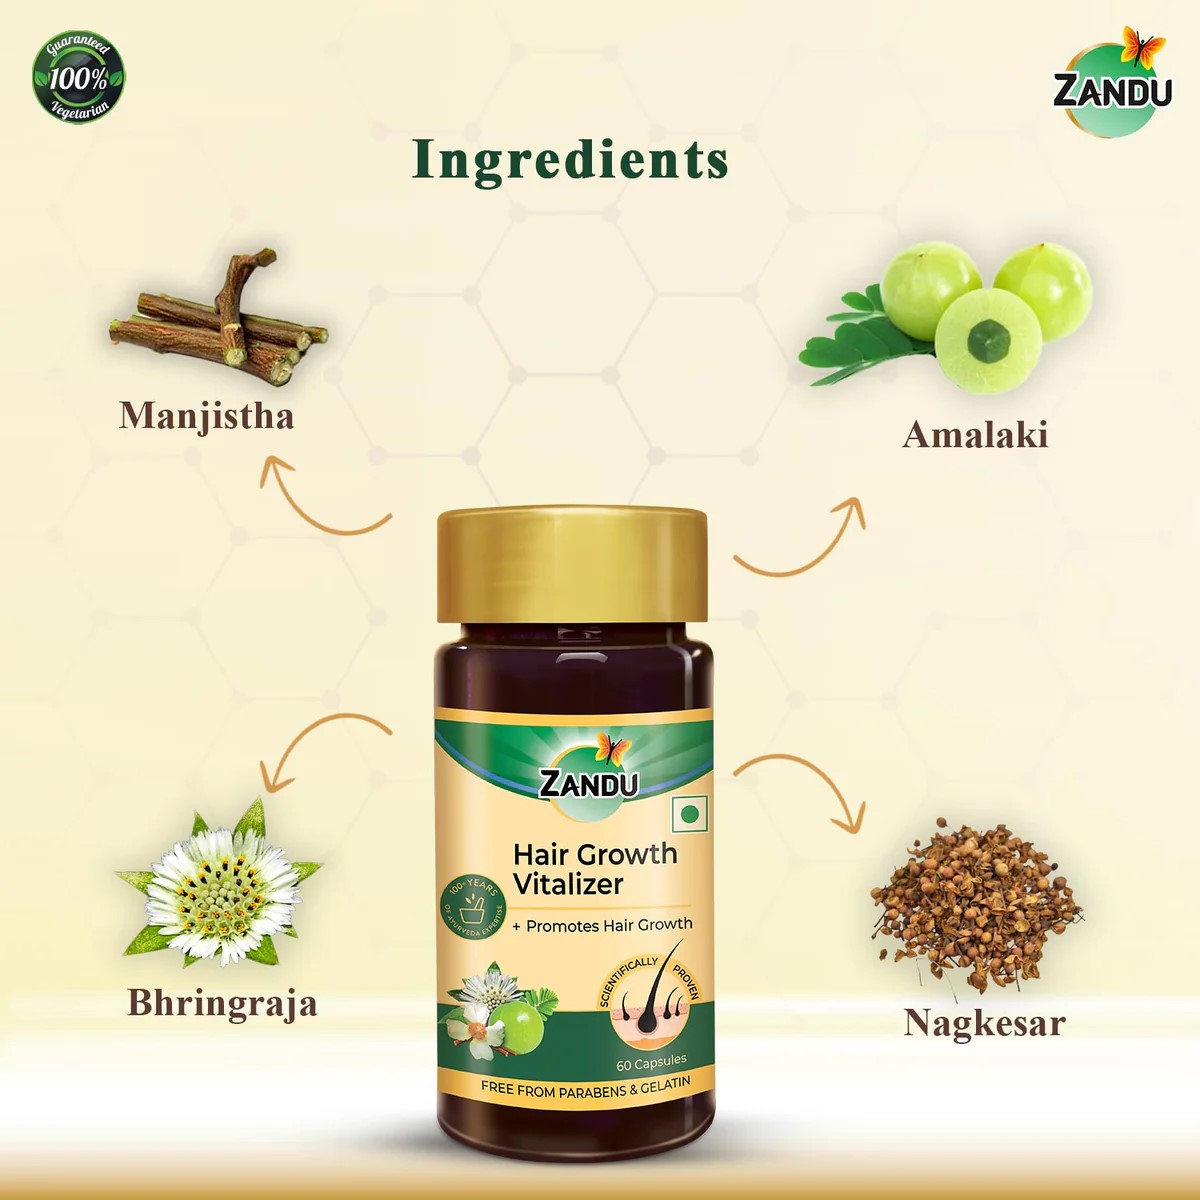 Guaranteed
100%
Vegetarian
ZANDU
Ingredients
Manjistha
Amalaki
Bhringraja
Nagkesar
ZANDU
Hair Growth
Vitalizer
+ Promotes Hair Growth
100+ YEARS
OF AYURVEDA EXPERTISE
SCIENTIFICALLY PROVEN
60 Capsules
FREE FROM PARABENS & GELATIN